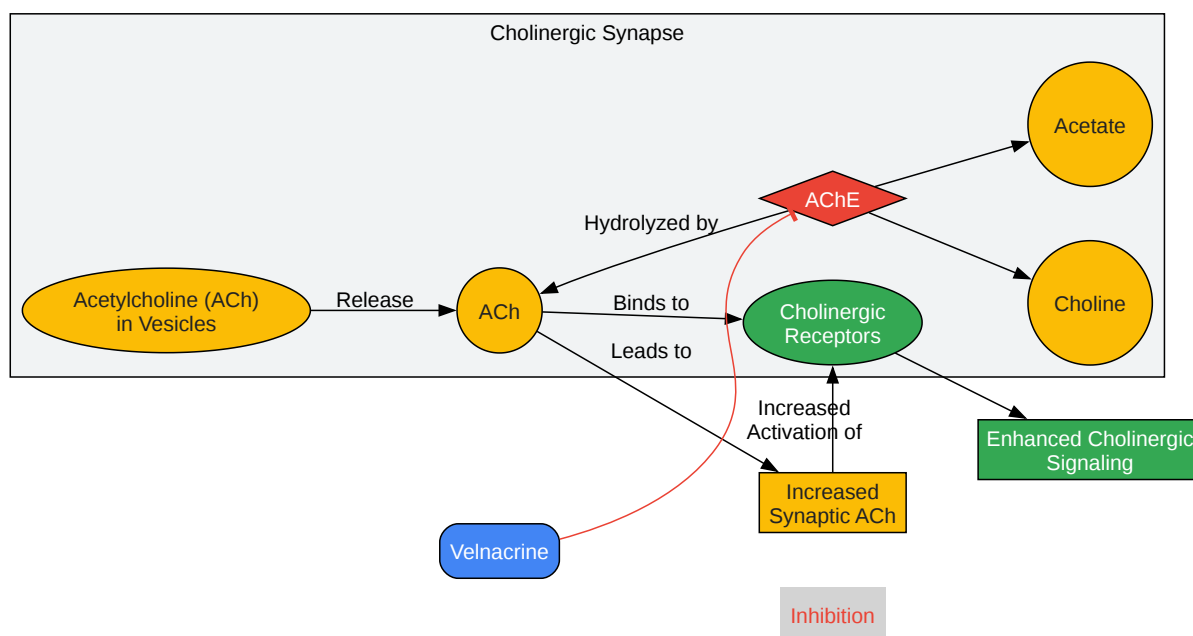 Cholinergic Synapse
Acetate
AChE
Hydrolyzed by
Acetylcholine (ACh)
in Vesicles
Release
ACh
Binds to
Cholinergic
Receptors
Choline
Leads to
Increased
Activation of
Enhanced Cholinergic
Signaling
Increased
Synaptic ACh
Velnacrine
Inhibition